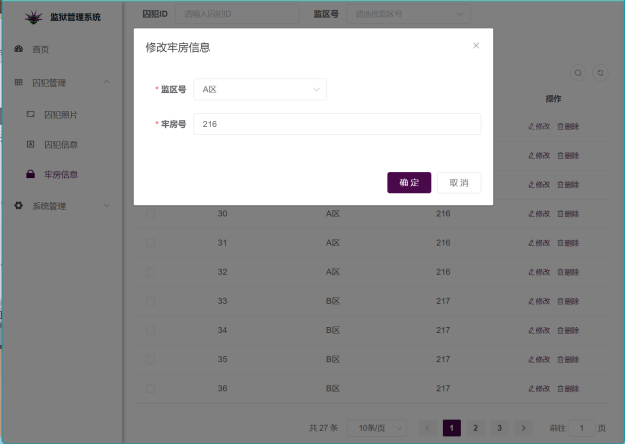 监狱管理系统
囚犯ID 请输入囚犯ID 监区号 请选择监区号
首页
修改牢房信息
囚犯管理
囚犯照片
囚犯信息
牢房信息
系统管理
* 监区号 A区
* 牢房号 216
确 定 取 消
操作
修改 删除
修改 删除
修改 删除
30 A区 216 修改 删除
31 A区 216 修改 删除
32 A区 216 修改 删除
33 B区 217 修改 删除
34 B区 217 修改 删除
35 B区 217 修改 删除
36 B区 217 修改 删除
共 27 条 10条/页 1 2 3 前往 1 页